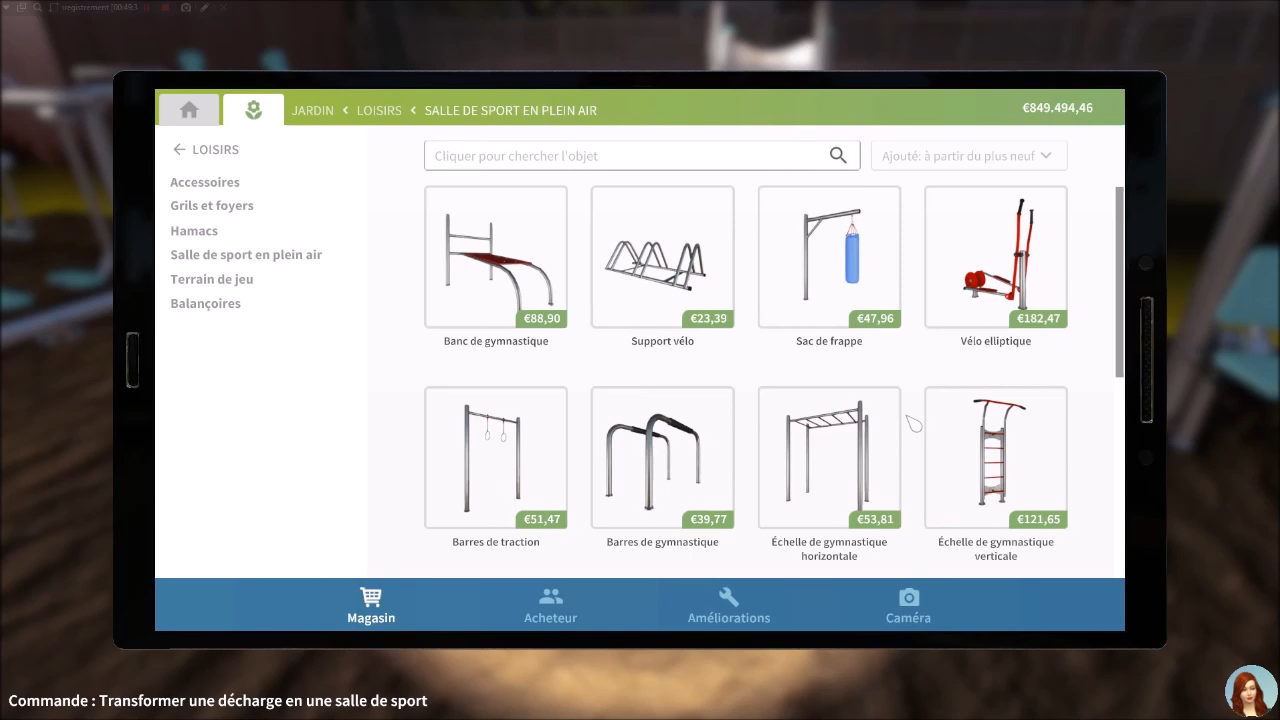 nregistrement [00:49:3
JARDIN < LOISIRS < SALLE DE SPORT EN PLEIN AIR
€849.494,46
LOISIRS
Accessoires
Grils et foyers
Hamacs
Salle de sport en plein air
Terrain de jeu
Balançoires
Cliquer pour chercher l'objet
Ajouté: à partir du plus neuf
€88,90
€23,39
€47,96
€182,47
Banc de gymnastique
Support vélo
Sac de frappe
Vélo elliptique
€51,47
€39,77
€53,81
€121,65
Barres de traction
Barres de gymnastique
Échelle de gymnastique
horizontale
Échelle de gymnastique
verticale
Magasin
Acheteur
Améliorations
Caméra
Commande : Transformer une décharge en une salle de sport